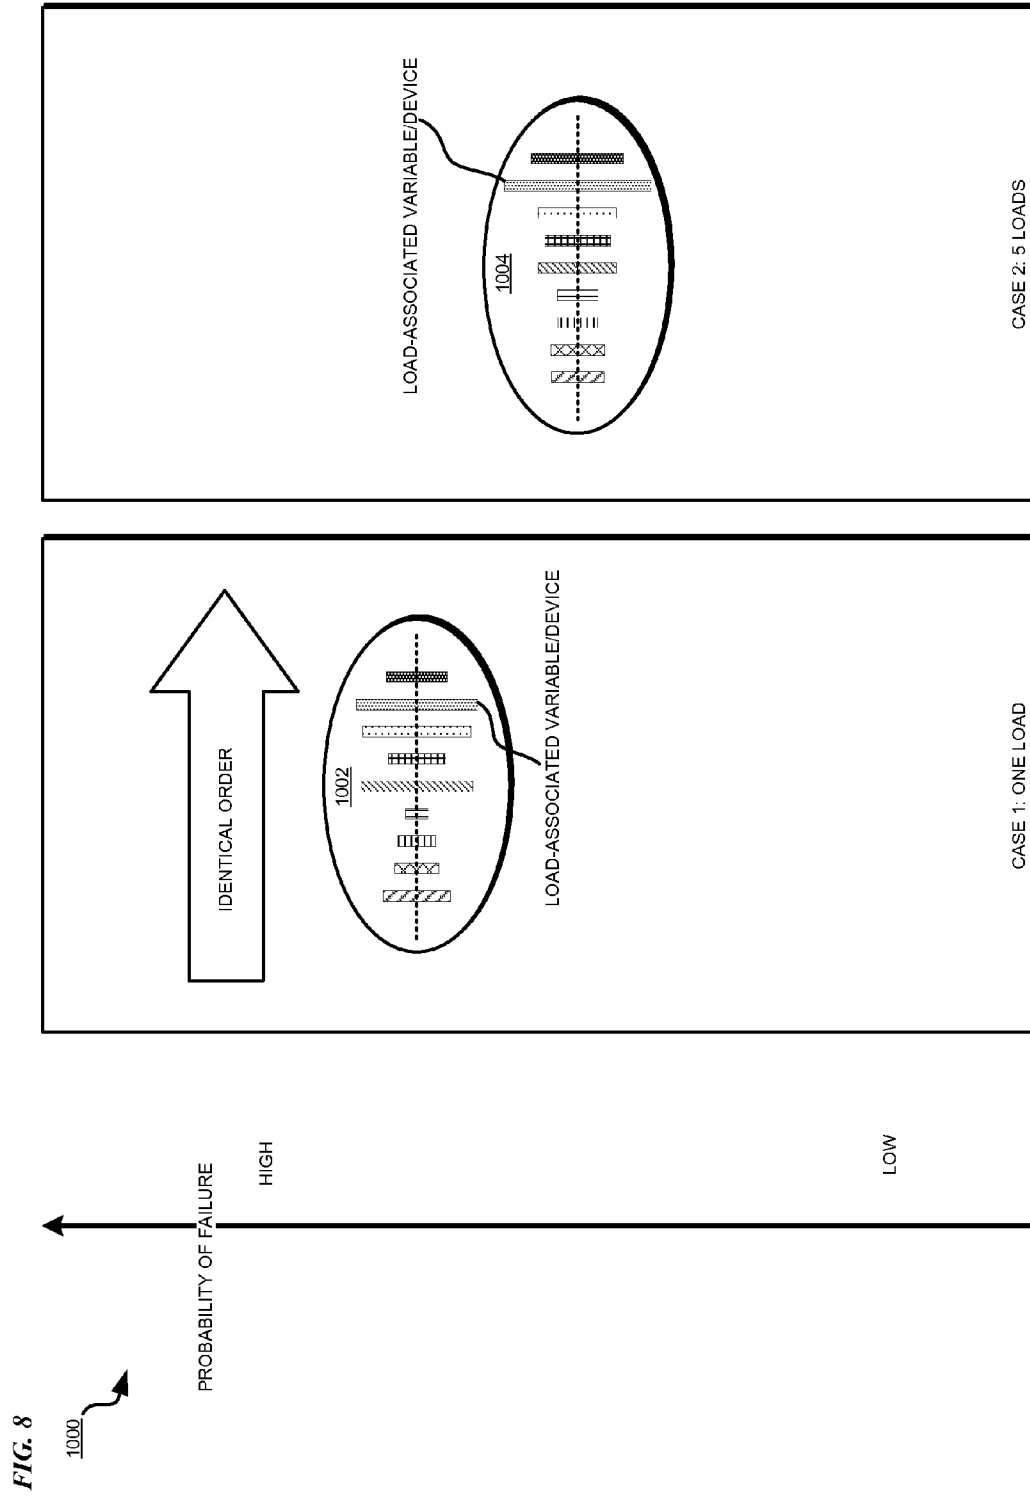 FIG. 8
1000
PROBABILITY OF FAILURE
HIGH
LOW
IDENTICAL ORDER
1002
LOAD-ASSOCIATED VARIABLE/DEVICE
CASE 1: ONE LOAD
LOAD-ASSOCIATED VARIABLE/DEVICE
1004
CASE 2: 5 LOADS